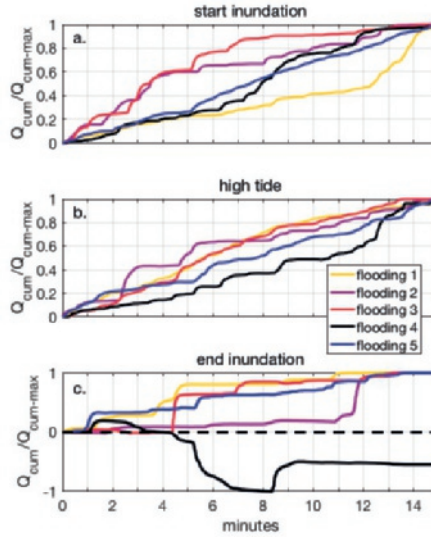 start inundation
a.
Q_cum/Q_cum-max
1
0.8
0.6
0.4
0.2
0
high tide
b.
Q_cum/Q_cum-max
1
0.8
0.6
0.4
0.2
0
flooding 1
flooding 2
flooding 3
flooding 4
flooding 5
end inundation
c.
Q_cum/Q_cum-max
1
0
-1
0 2 4 6 8 10 12 14
minutes